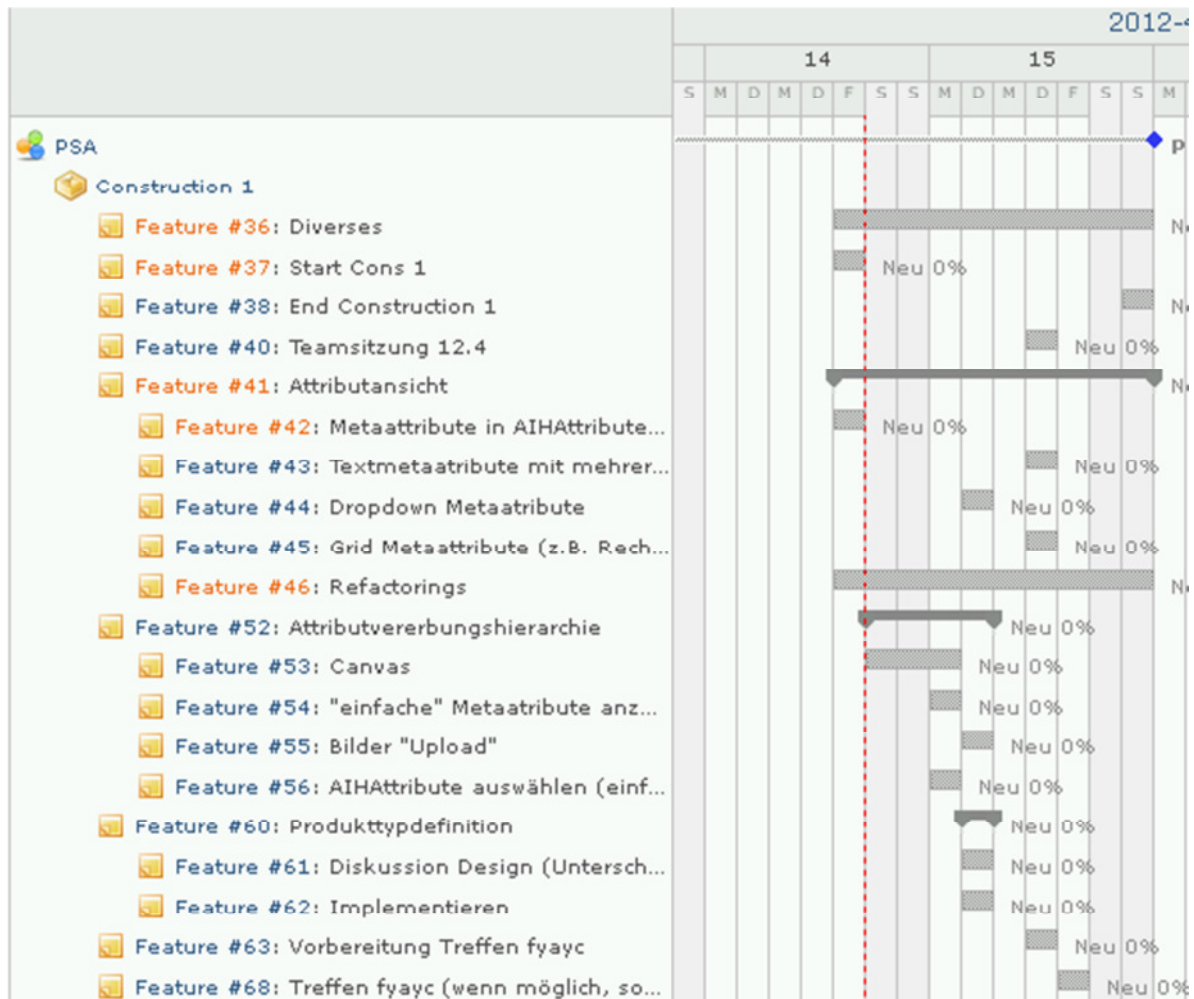 2012-4
14 15
S M D M D F S S M D M D F S S M
PSA P
Construction 1
Feature #36: Diverses Ne
Feature #37: Start Cons 1 Neu 0%
Feature #38: End Construction 1 Ne
Feature #40: Teamsitzung 12.4 Neu 0%
Feature #41: Attributansicht Ne
Feature #42: Metaattribute in AIHAttribute... Neu 0%
Feature #43: Textmetaatribute mit mehrer... Neu 0%
Feature #44: Dropdown Metaatribute Neu 0%
Feature #45: Grid Metaattribute (z.B. Rech... Neu 0%
Feature #46: Refactorings Ne
Feature #52: Attributvererbungshierarchie Neu 0%
Feature #53: Canvas Neu 0%
Feature #54: "einfache" Metaatribute anz... Neu 0%
Feature #55: Bilder "Upload" Neu 0%
Feature #56: AIHAttribute auswählen (einf... Neu 0%
Feature #60: Produkttypdefinition Neu 0%
Feature #61: Diskussion Design (Untersch... Neu 0%
Feature #62: Implementieren Neu 0%
Feature #63: Vorbereitung Treffen fyayc Neu 0%
Feature #68: Treffen fyayc (wenn möglich, so... Neu 0%